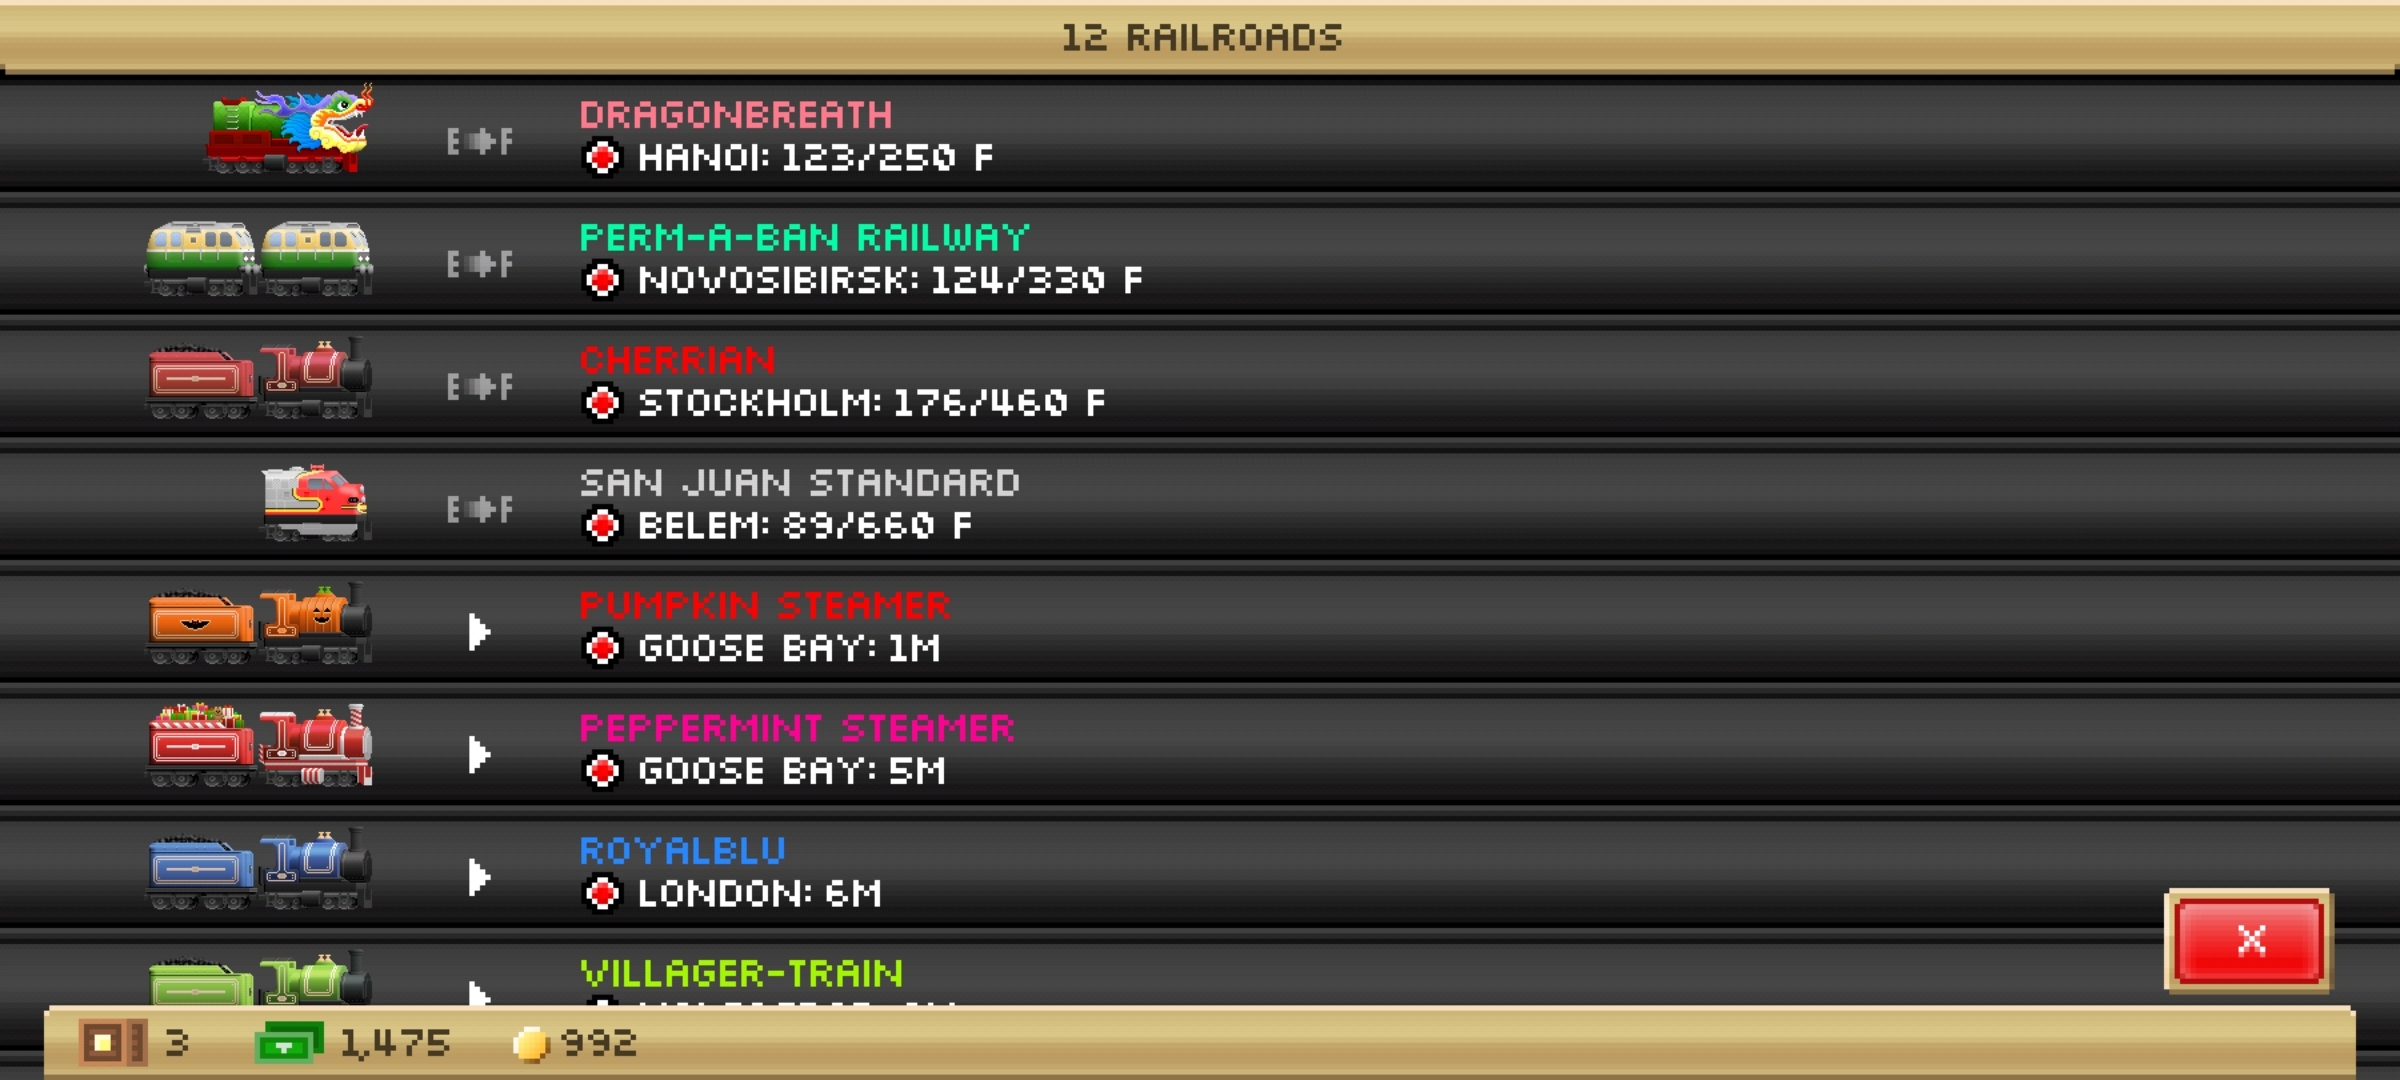 12 RAILROADS
DRAGONBREATH
E F
HANOI: 123/250 F
PERM-A-BAN RAILWAY
E F
NOVOSIBIRSK: 124/330 F
CHERRIAN
E F
STOCKHOLM: 176/460 F
SAN JUAN STANDARD
E F
BELEM: 89/660 F
PUMPKIN STEAMER
GOOSE BAY: 1M
PEPPERMINT STEAMER
GOOSE BAY: 5M
ROYALBLU
LONDON: 6M
VILLAGER-TRAIN
X
3 1,475 992